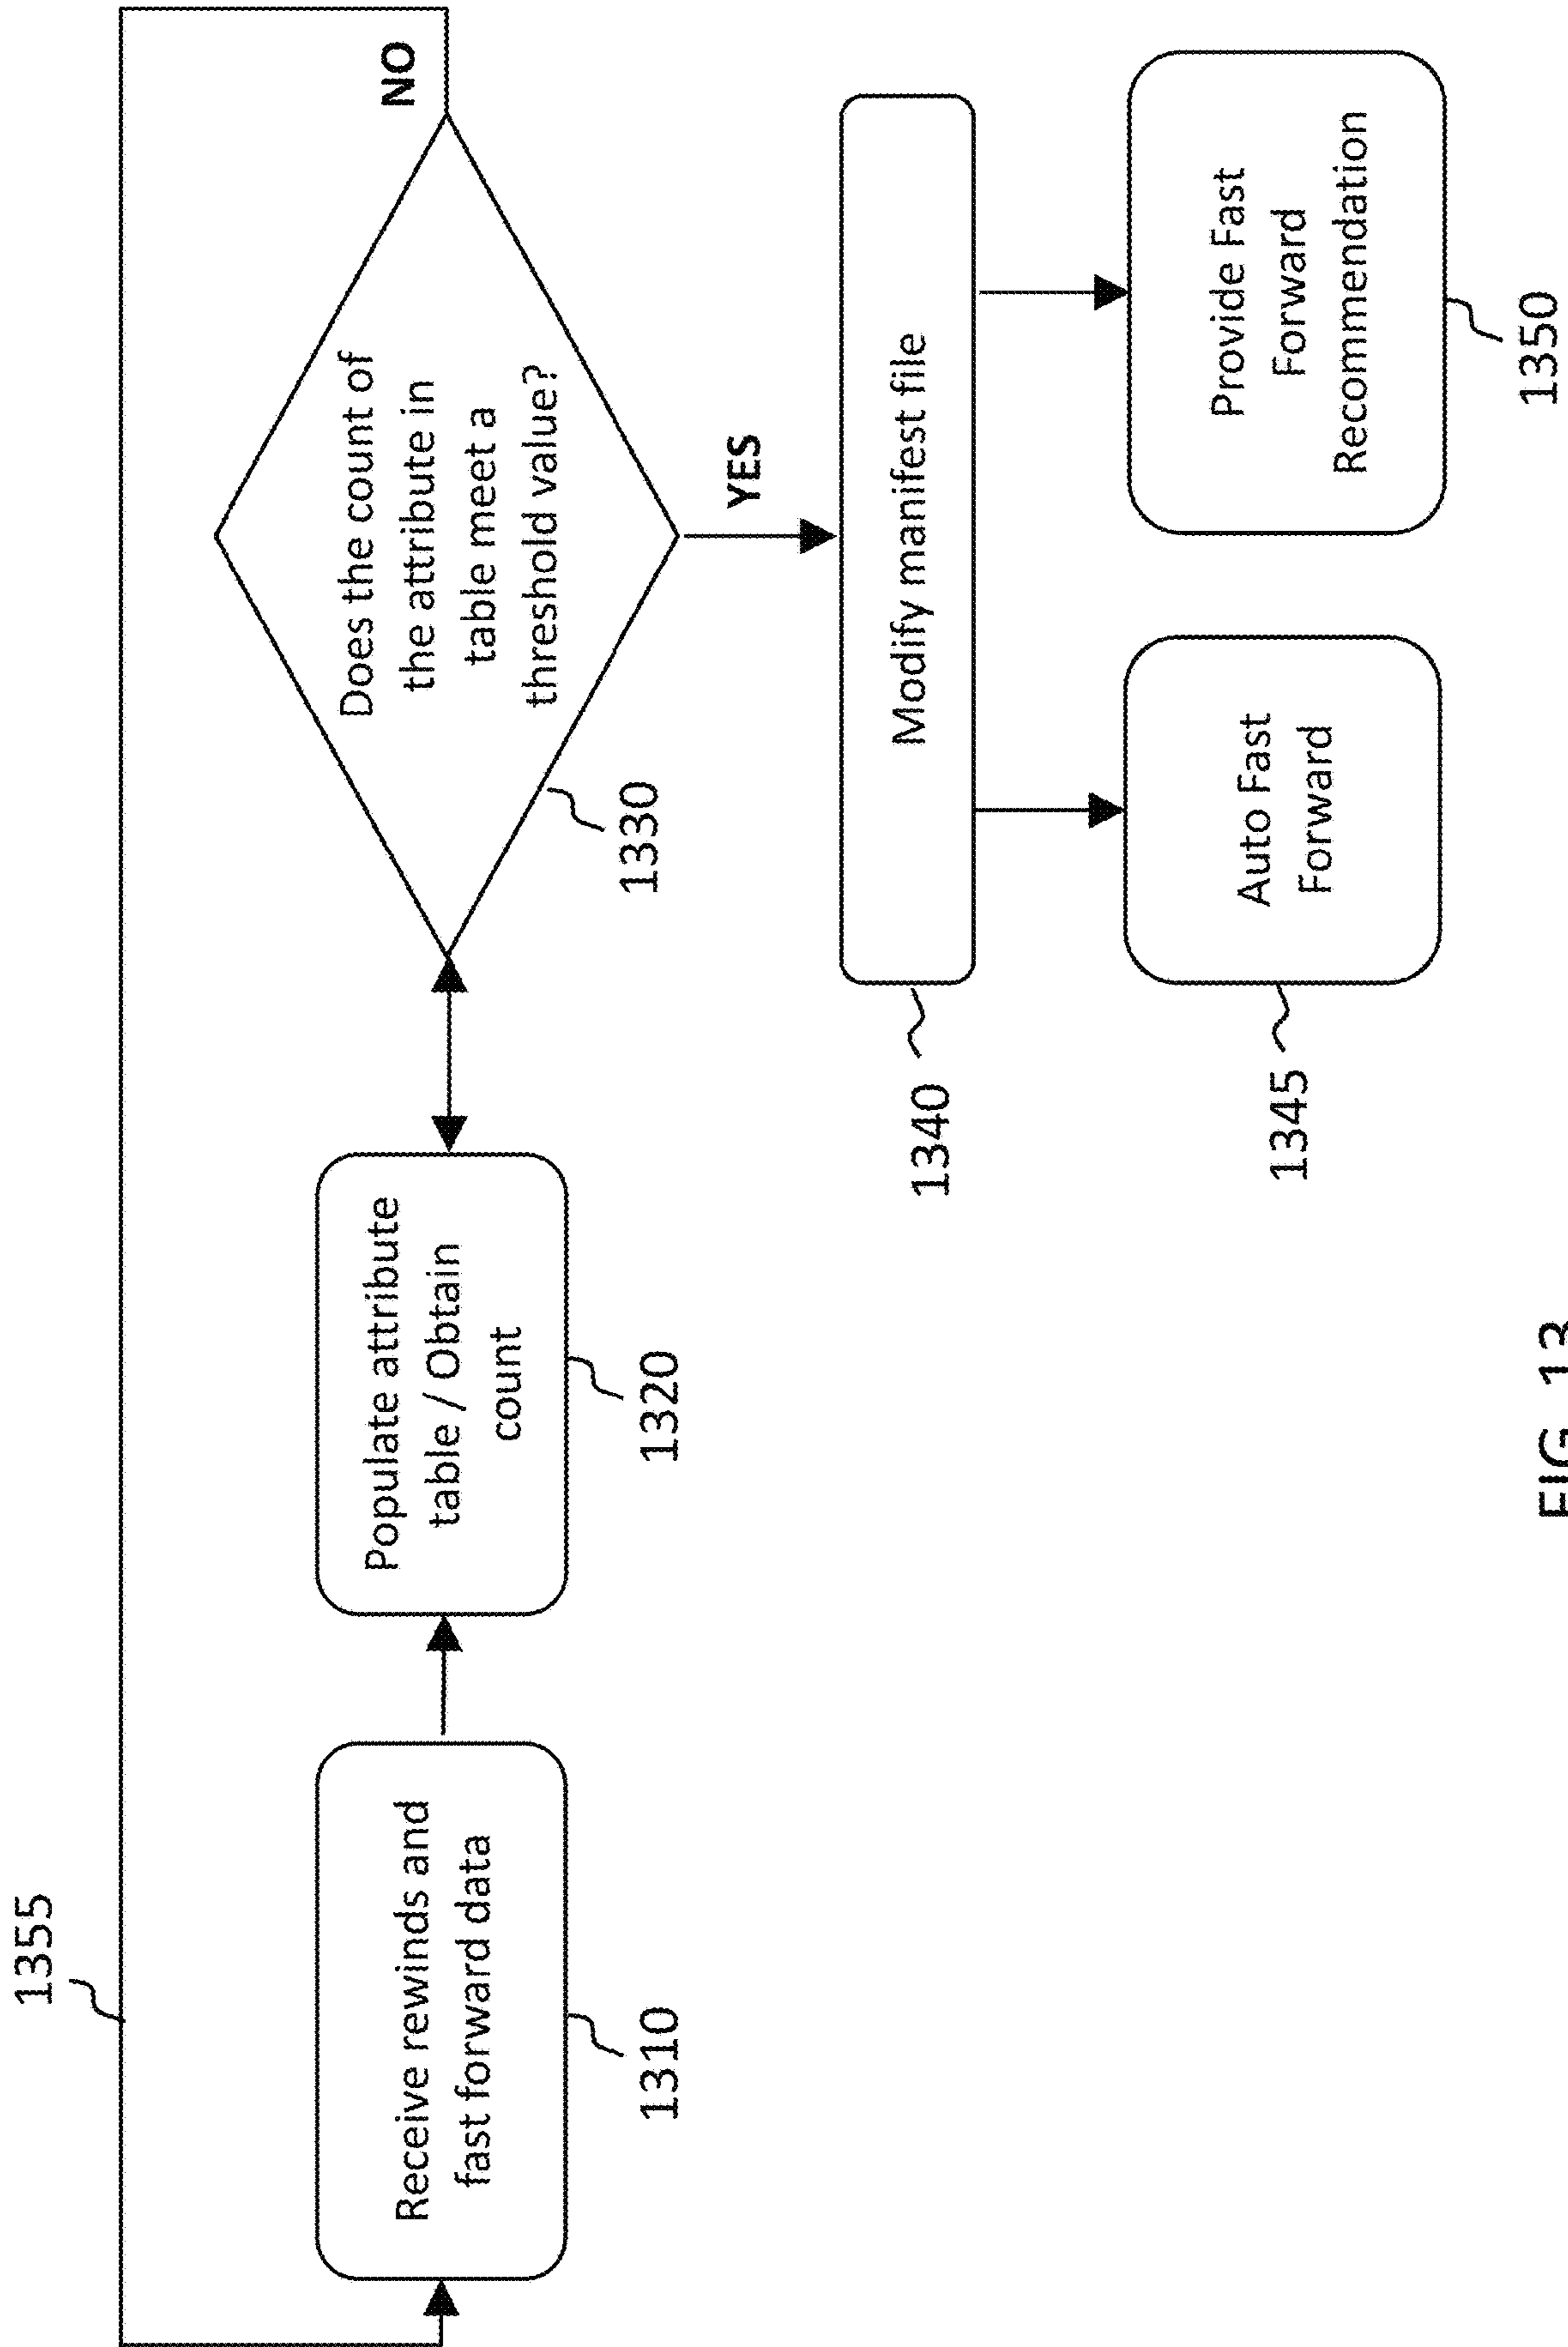 1355
NO
Receive rewinds and
fast forward data
1310
Populate attribute
table / Obtain
count
1320
Does the count of
the attribute in
table meet a
threshold value?
1330
YES
1340
Modify manifest file
1345
Auto Fast
Forward
Provide Fast
Forward
Recommendation
1350
FIG. 13